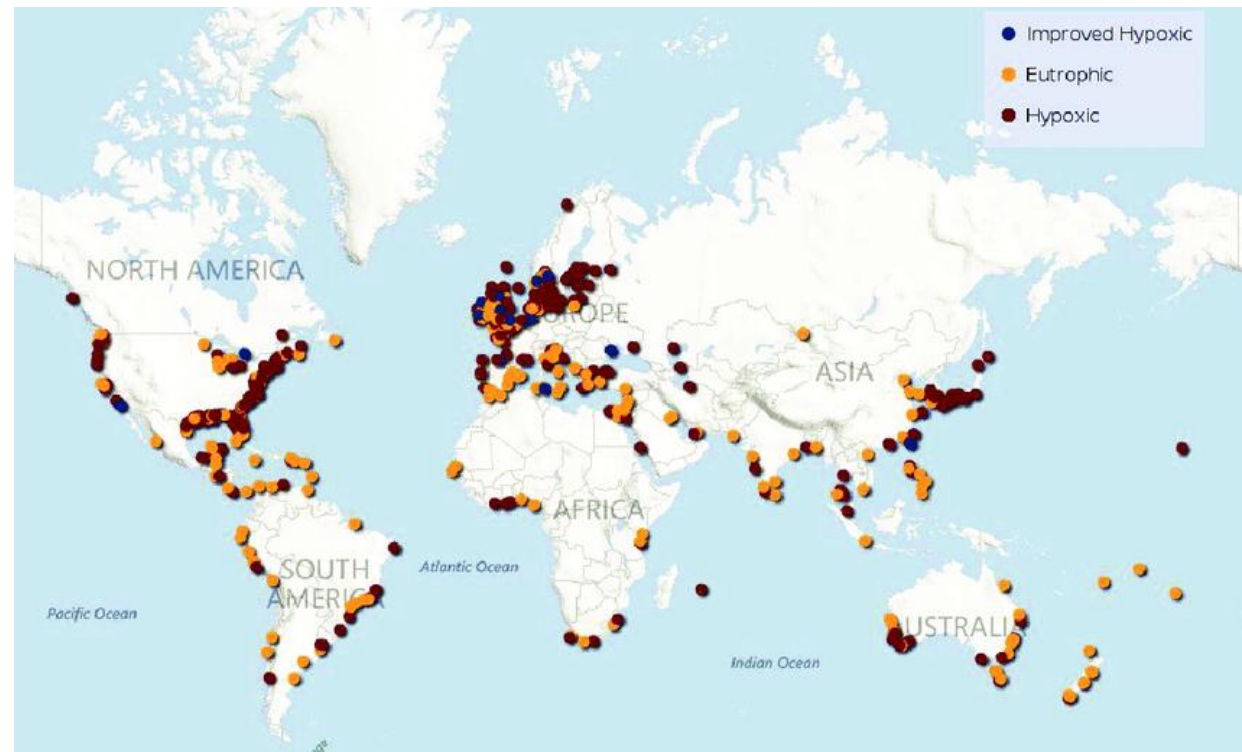 Improved Hypoxic
Eutrophic
Hypoxic
NORTH AMERICA
EUROPE
ASIA
AFRICA
Atlantic Ocean
SOUTH
AMERICA
Pacific Ocean
AUSTRALIA
Indian Ocean